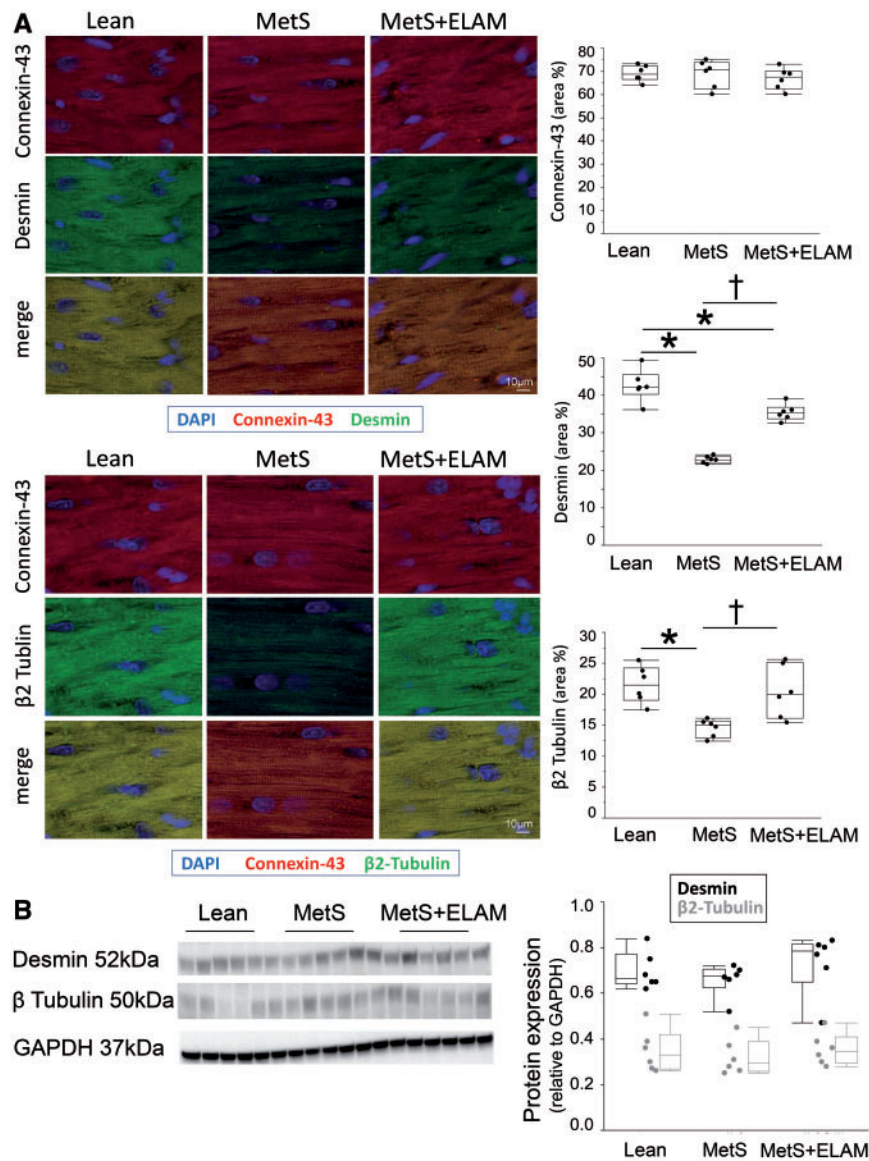 A
Lean MetS MetS+ELAM
Connexin-43
Desmin
merge
10µm
DAPI Connexin-43 Desmin
Connexin-43 (area %)
80
70
60
50
40
30
20
10
0
Lean MetS MetS+ELAM
†
*
*
Desmin (area %)
50
40
30
20
10
0
Lean MetS MetS+ELAM
Lean MetS MetS+ELAM
Connexin-43
β2 Tublin
merge
10µm
DAPI Connexin-43 β2-Tubulin
* †
β2 Tubulin (area %)
30
25
20
15
10
5
0
Lean MetS MetS+ELAM
B
Lean MetS MetS+ELAM
Desmin 52kDa
β Tubulin 50kDa
GAPDH 37kDa
Desmin
β2-Tubulin
Protein expression
(relative to GAPDH)
1.0
0.8
0.6
0.4
0.2
0.0
Lean MetS MetS+ELAM